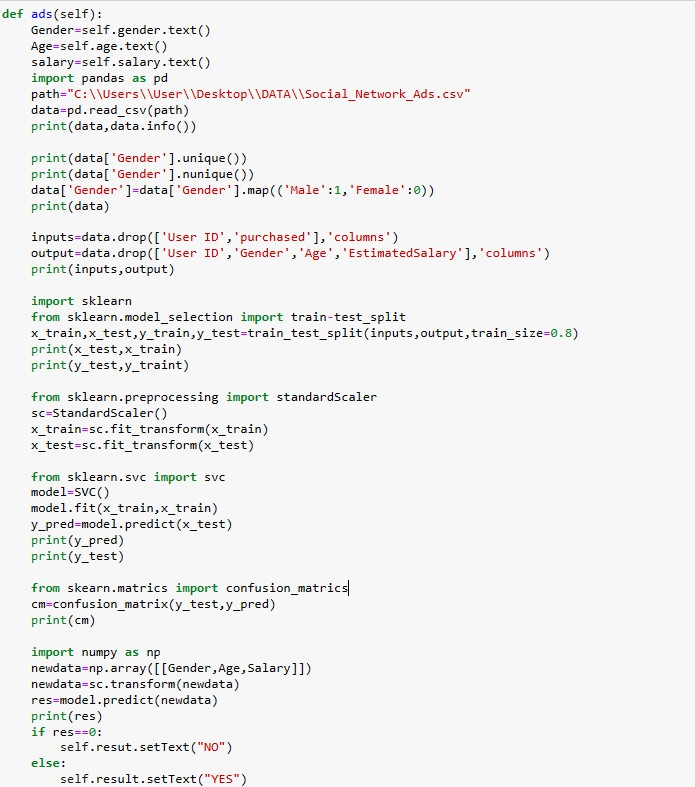 def ads(self):
    Gender=self.gender.text()
    Age=self.age.text()
    salary=self.salary.text()
    import pandas as pd
    path="C:\\Users\\User\\Desktop\\DATA\\Social_Network_Ads.csv"
    data=pd.read_csv(path)
    print(data,data.info())

    print(data['Gender'].unique())
    print(data['Gender'].nunique())
    data['Gender']=data['Gender'].map(('Male':1,'Female':0))
    print(data)

    inputs=data.drop(['User ID','purchased'],'columns')
    output=data.drop(['User ID','Gender','Age','EstimatedSalary'],'columns')
    print(inputs,output)

    import sklearn
    from sklearn.model_selection import train-test_split
    x_train,x_test,y_train,y_test=train_test_split(inputs,output,train_size=0.8)
    print(x_test,x_train)
    print(y_test,y_traint)

    from sklearn.preprocessing import standardScaler
    sc=StandardScaler()
    x_train=sc.fit_transform(x_train)
    x_test=sc.fit_transform(x_test)

    from sklearn.svc import svc
    model=SVC()
    model.fit(x_train,x_train)
    y_pred=model.predict(x_test)
    print(y_pred)
    print(y_test)

    from skearn.matrics import confusion_matrics
    cm=confusion_matrix(y_test,y_pred)
    print(cm)

    import numpy as np
    newdata=np.array([[Gender,Age,Salary]])
    newdata=sc.transform(newdata)
    res=model.predict(newdata)
    print(res)
    if res==0:
        self.resut.setText("NO")
    else:
        self.result.setText("YES")